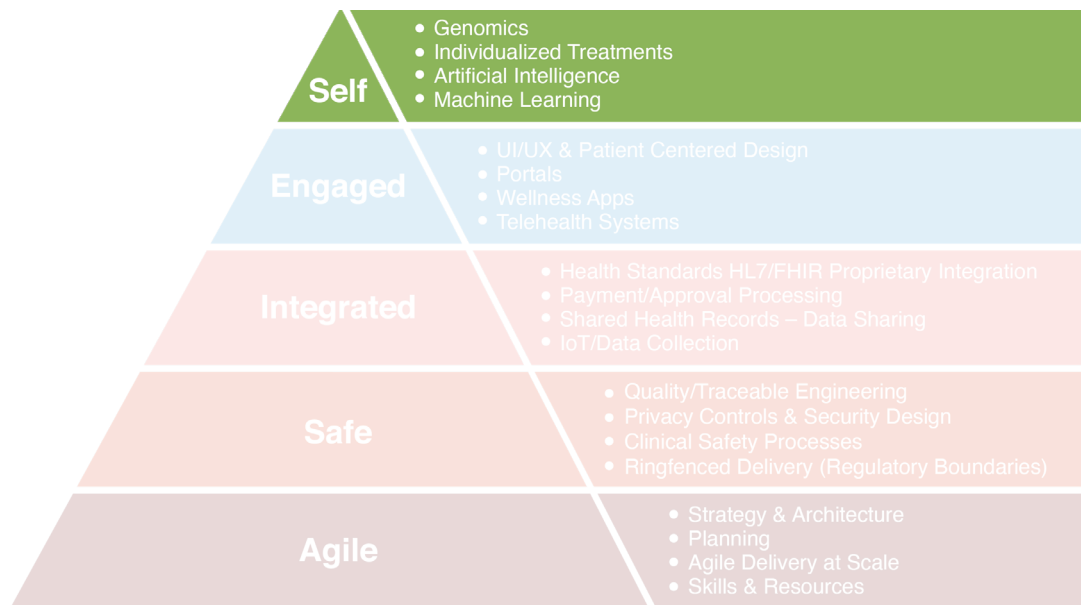 Self
• Genomics
• Individualized Treatments
• Artificial Intelligence
• Machine Learning
Engaged
• UI/UX & Patient Centered Design
• Portals
• Wellness Apps
• Telehealth Systems
Integrated
• Health Standards HL7/FHIR Proprietary Integration
• Payment/Approval Processing
• Shared Health Records – Data Sharing
• IoT/Data Collection
Safe
• Quality/Traceable Engineering
• Privacy Controls & Security Design
• Clinical Safety Processes
• Ringfenced Delivery (Regulatory Boundaries)
Agile
• Strategy & Architecture
• Planning
• Agile Delivery at Scale
• Skills & Resources